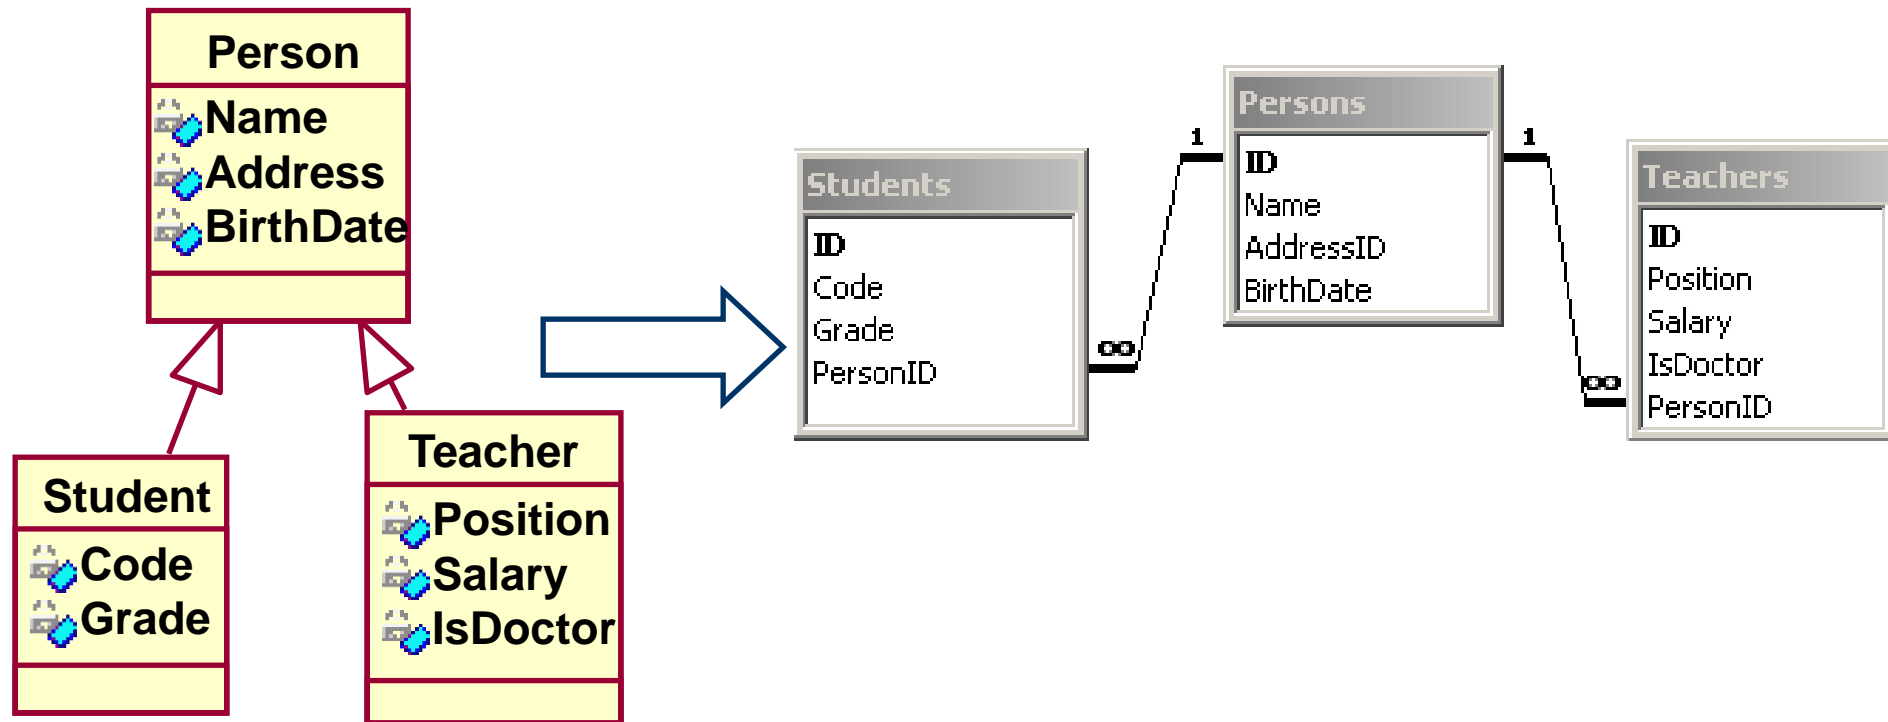 Person
Name
Address
BirthDate
Student
Code
Grade
Teacher
Position
Salary
IsDoctor
Students
ID
Code
Grade
PersonID
∞
1
Persons
ID
Name
AddressID
BirthDate
1
∞
Teachers
ID
Position
Salary
IsDoctor
PersonID